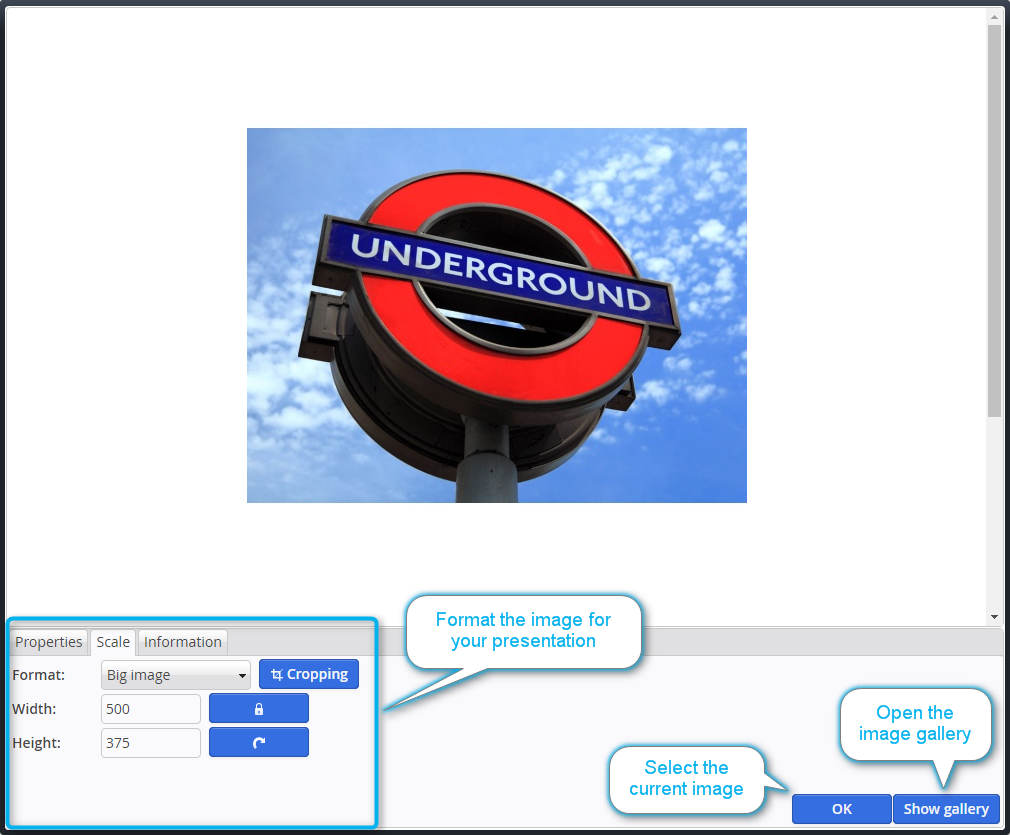 UNDERGROUND
Format the image for
your presentation
Properties Scale Information
Format: Big image Cropping
Width: 500
Height: 375
Open the
image gallery
Select the
current image
OK Show gallery